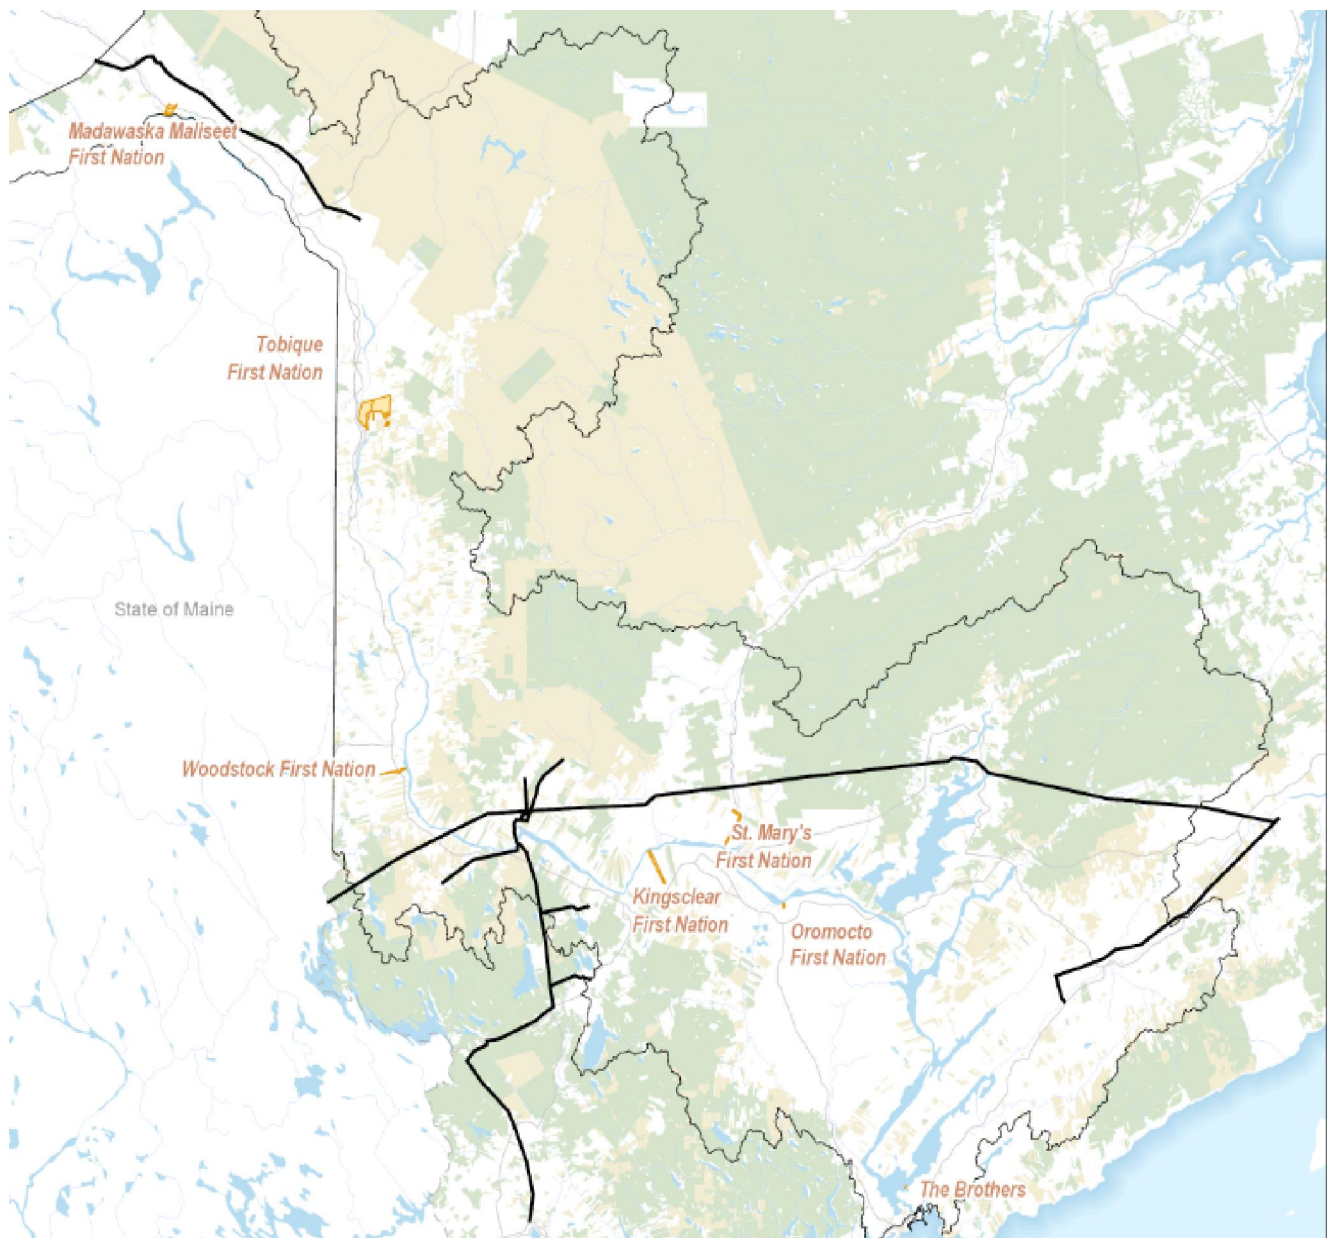 Madawaska Maliseet
First Nation
Tobique
First Nation
State of Maine
Woodstock First Nation
St. Mary's
First Nation
Kingsclear
First Nation
Oromocto
First Nation
The Brothers